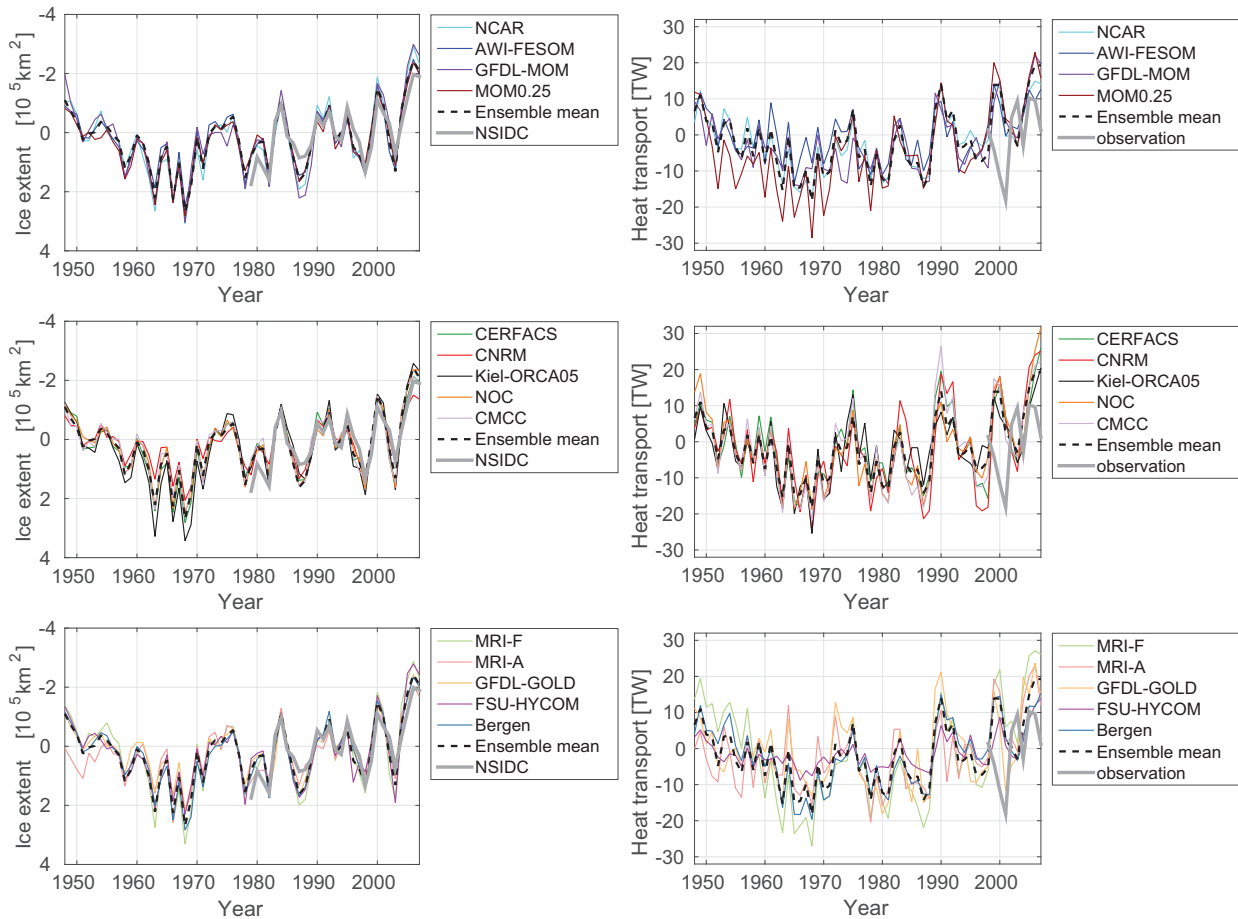 Ice extent [10 5 km 2 ]
-4
-2
0
2
4
1950 1960 1970 1980 1990 2000
Year
NCAR
AWI-FESOM
GFDL-MOM
MOM0.25
Ensemble mean
NSIDC
Heat transport [TW]
30
20
10
0
-10
-20
-30
1950 1960 1970 1980 1990 2000
Year
NCAR
AWI-FESOM
GFDL-MOM
MOM0.25
Ensemble mean
observation
Ice extent [10 5 km 2 ]
-4
-2
0
2
4
1950 1960 1970 1980 1990 2000
Year
CERFACS
CNRM
Kiel-ORCA05
NOC
CMCC
Ensemble mean
NSIDC
Heat transport [TW]
30
20
10
0
-10
-20
-30
1950 1960 1970 1980 1990 2000
Year
CERFACS
CNRM
Kiel-ORCA05
NOC
CMCC
Ensemble mean
observation
Ice extent [10 5 km 2 ]
-4
-2
0
2
4
1950 1960 1970 1980 1990 2000
Year
MRI-F
MRI-A
GFDL-GOLD
FSU-HYCOM
Bergen
Ensemble mean
NSIDC
Heat transport [TW]
30
20
10
0
-10
-20
-30
1950 1960 1970 1980 1990 2000
Year
MRI-F
MRI-A
GFDL-GOLD
FSU-HYCOM
Bergen
Ensemble mean
observation